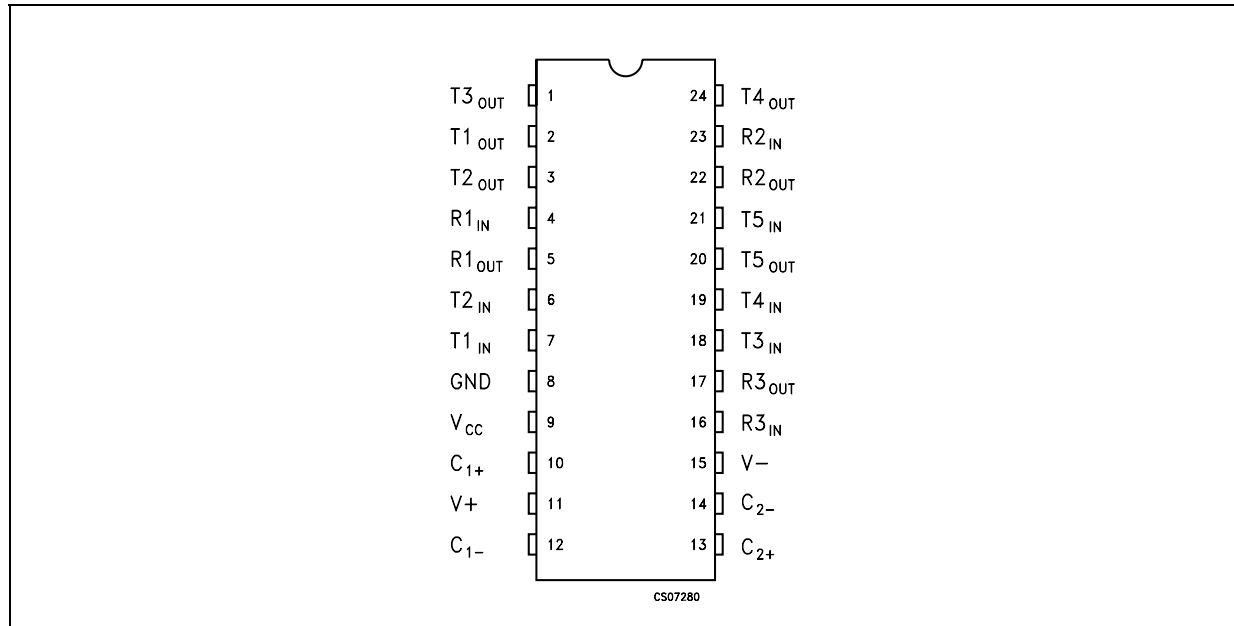 T3 OUT 1 24 T4 OUT
T1 OUT 2 23 R2 IN
T2 OUT 3 22 R2 OUT
R1 IN 4 21 T5 IN
R1 OUT 5 20 T5 OUT
T2 IN 6 19 T4 IN
T1 IN 7 18 T3 IN
GND 8 17 R3 OUT
V CC 9 16 R3 IN
C 1+ 10 15 V−
V+ 11 14 C 2−
C 1− 12 13 C 2+
CS07280